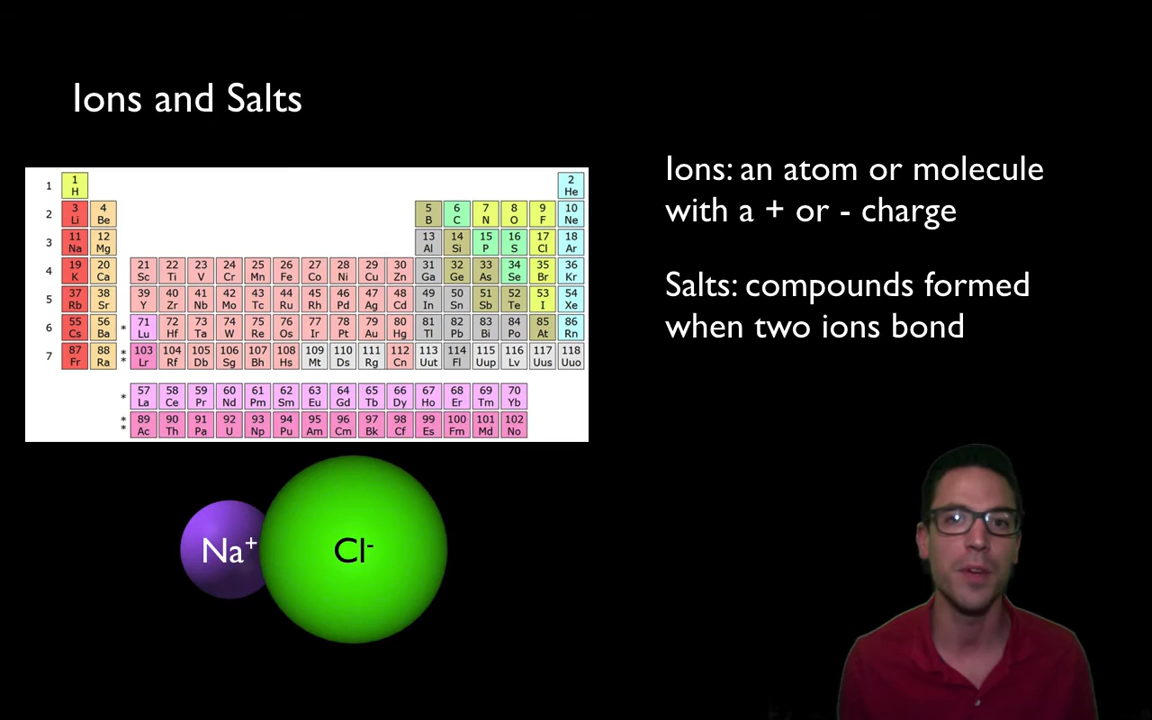 Ions and Salts
Ions: an atom or molecule
with a + or - charge
Salts: compounds formed
when two ions bond
1 1 2
H He
2 3 4 5 6 7 8 9 10
Li Be B C N O F Ne
3 11 12 13 14 15 16 17 18
Na Mg Al Si P S Cl Ar
4 19 20 21 22 23 24 25 26 27 28 29 30 31 32 33 34 35 36
K Ca Sc Ti V Cr Mn Fe Co Ni Cu Zn Ga Ge As Se Br Kr
5 37 38 39 40 41 42 43 44 45 46 47 48 49 50 51 52 53 54
Rb Sr Y Zr Nb Mo Tc Ru Rh Pd Ag Cd In Sn Sb Te I Xe
6 55 56 * 71 72 73 74 75 76 77 78 79 80 81 82 83 84 85 86
Cs Ba Lu Hf Ta W Re Os Ir Pt Au Hg Tl Pb Bi Po At Rn
7 87 88 * * 103 104 105 106 107 108 109 110 111 112 113 114 115 116 117 118
Fr Ra Lr Rf Db Sg Bh Hs Mt Ds Rg Cn Uut Fl Uup Lv Uus Uuo
* 57 58 59 60 61 62 63 64 65 66 67 68 69 70
La Ce Pr Nd Pm Sm Eu Gd Tb Dy Ho Er Tm Yb
* * 89 90 91 92 93 94 95 96 97 98 99 100 101 102
Ac Th Pa U Np Pu Am Cm Bk Cf Es Fm Md No
Na+ Cl-